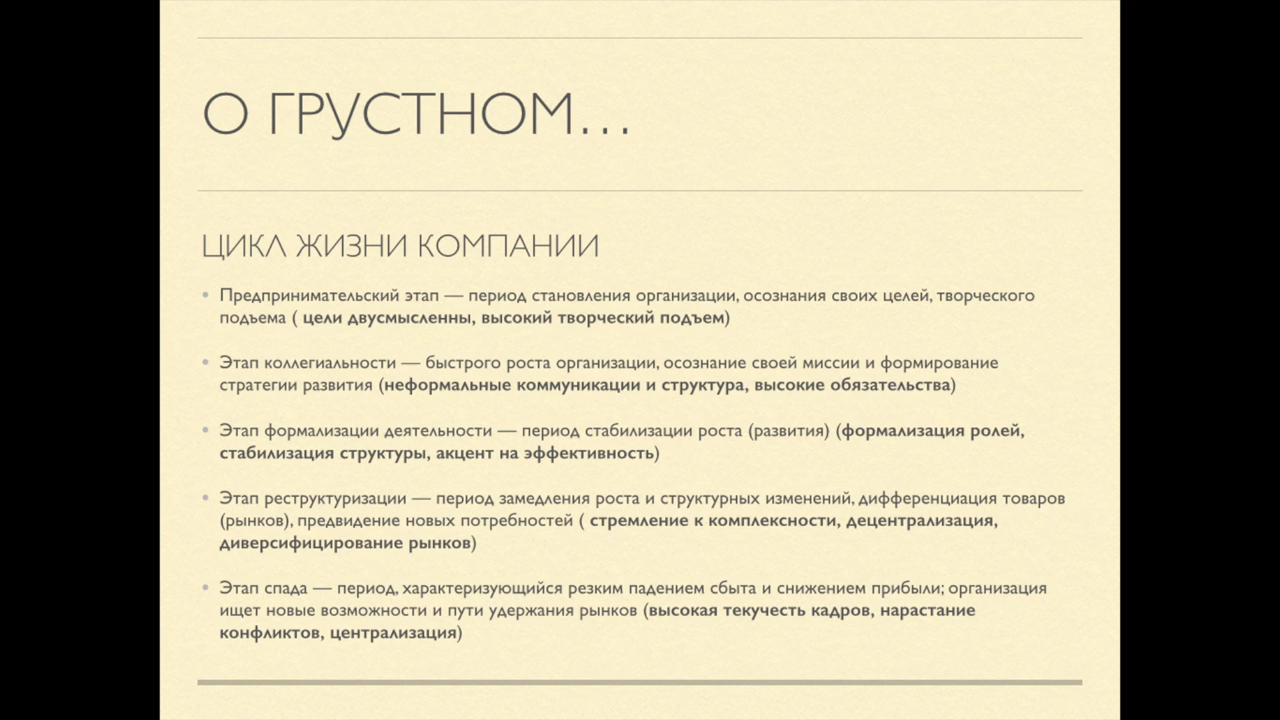 О ГРУСТНОМ...
ЦИКЛ ЖИЗНИ КОМПАНИИ
• Предпринимательский этап — период становления организации, осознания своих целей, творческого
подъема ( цели двусмысленны, высокий творческий подъем)
• Этап коллегиальности — быстрого роста организации, осознание своей миссии и формирование
стратегии развития (неформальные коммуникации и структура, высокие обязательства)
• Этап формализации деятельности — период стабилизации роста (развития) (формализация ролей,
стабилизация структуры, акцент на эффективность)
• Этап реструктуризации — период замедления роста и структурных изменений, дифференциация товаров
(рынков), предвидение новых потребностей ( стремление к комплексности, децентрализация,
диверсифицирование рынков)
• Этап спада — период, характеризующийся резким падением сбыта и снижением прибыли; организация
ищет новые возможности и пути удержания рынков (высокая текучесть кадров, нарастание
конфликтов, централизация)